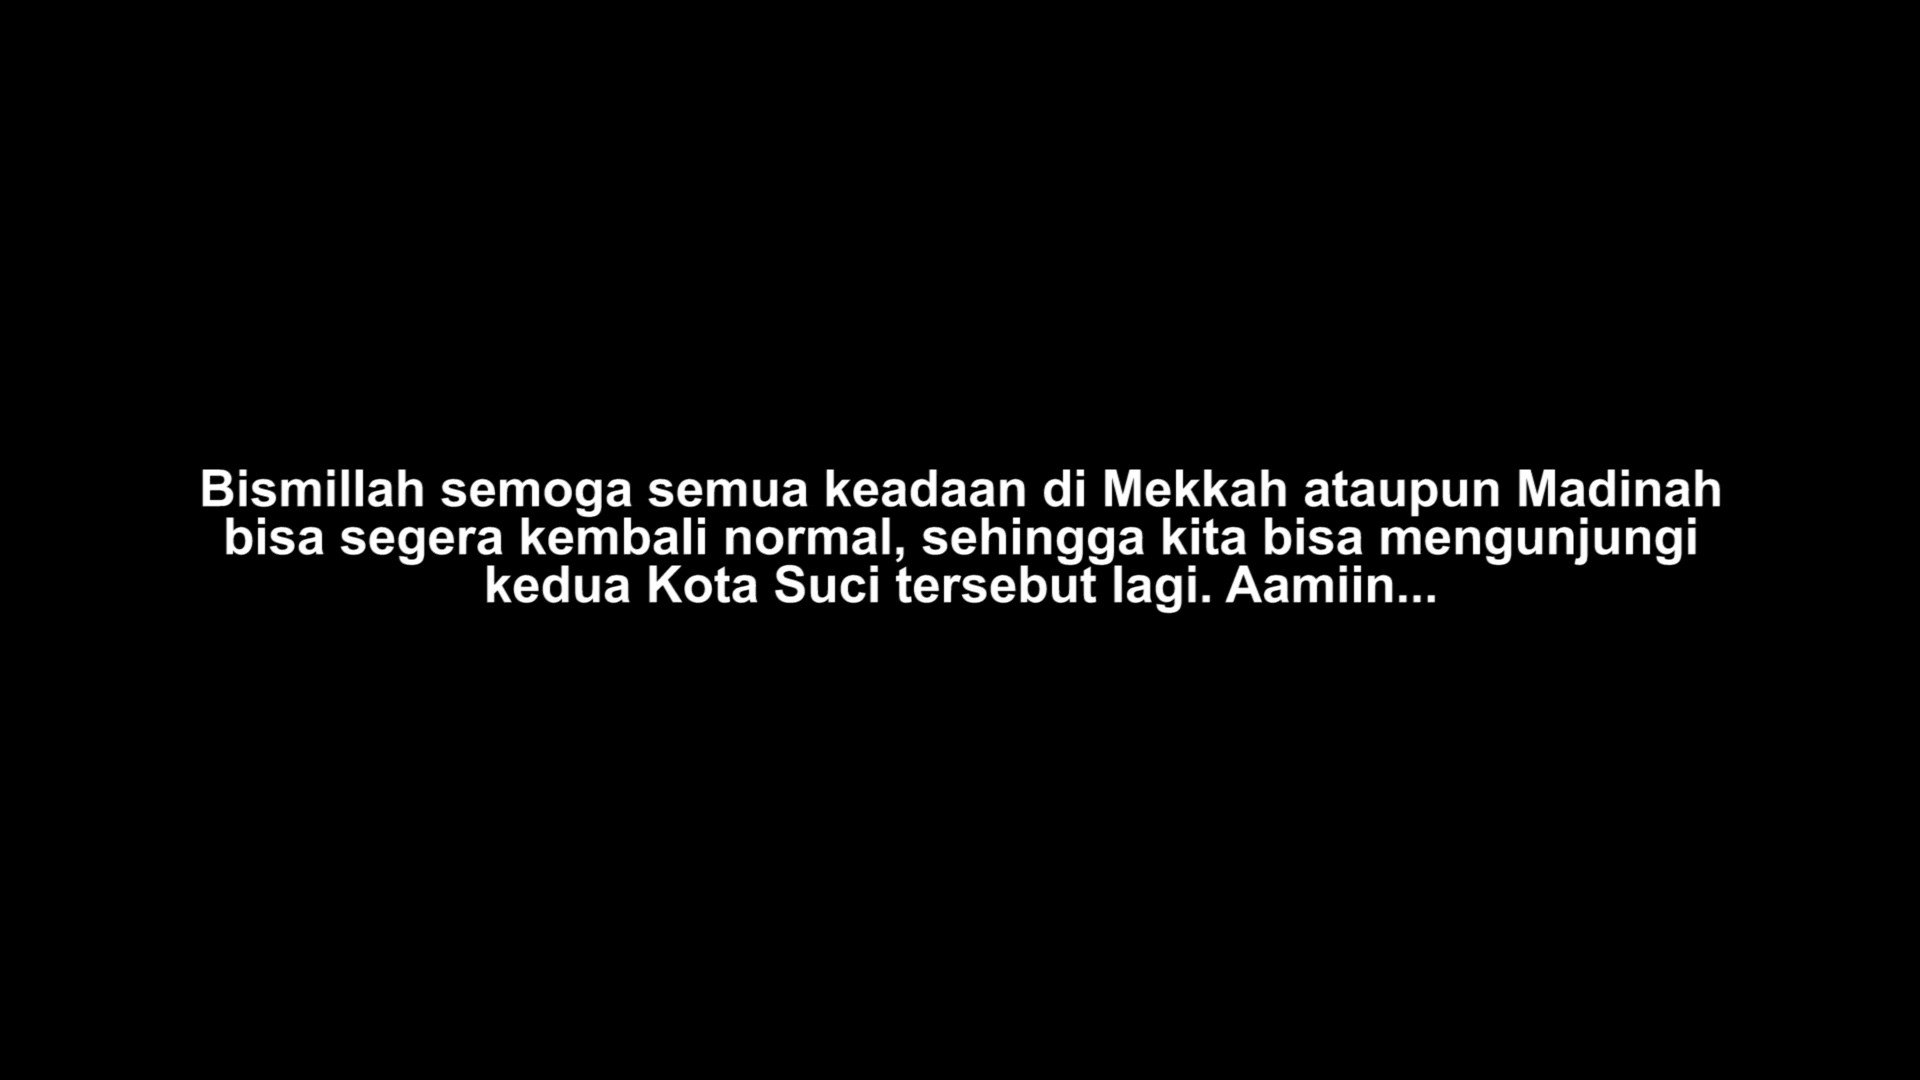 Bismillah semoga semua keadaan di Mekkah ataupun Madinah
bisa segera kembali normal, sehingga kita bisa mengunjungi
kedua Kota Suci tersebut lagi. Aamiin...